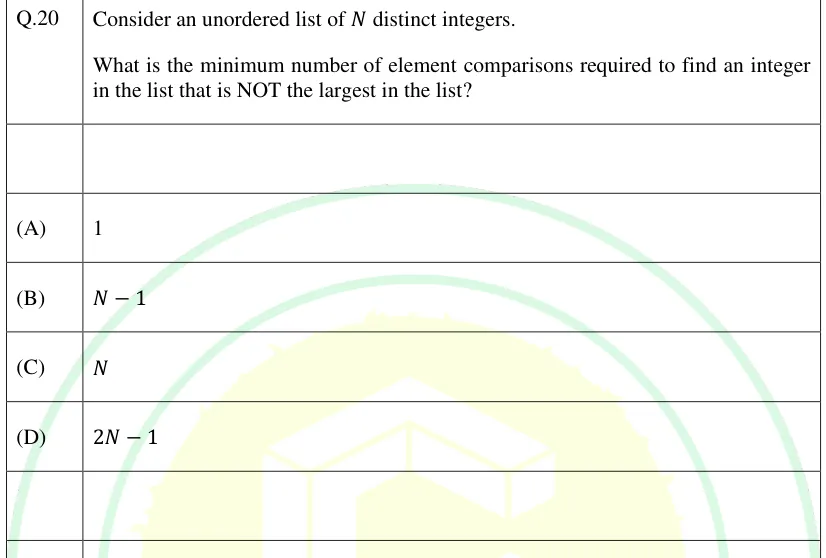 Q.20 Consider an unordered list of 𝑁 distinct integers.
What is the minimum number of element comparisons required to find an integer
in the list that is NOT the largest in the list?
(A) 1
(B) 𝑁 − 1
(C) 𝑁
(D) 2𝑁 − 1